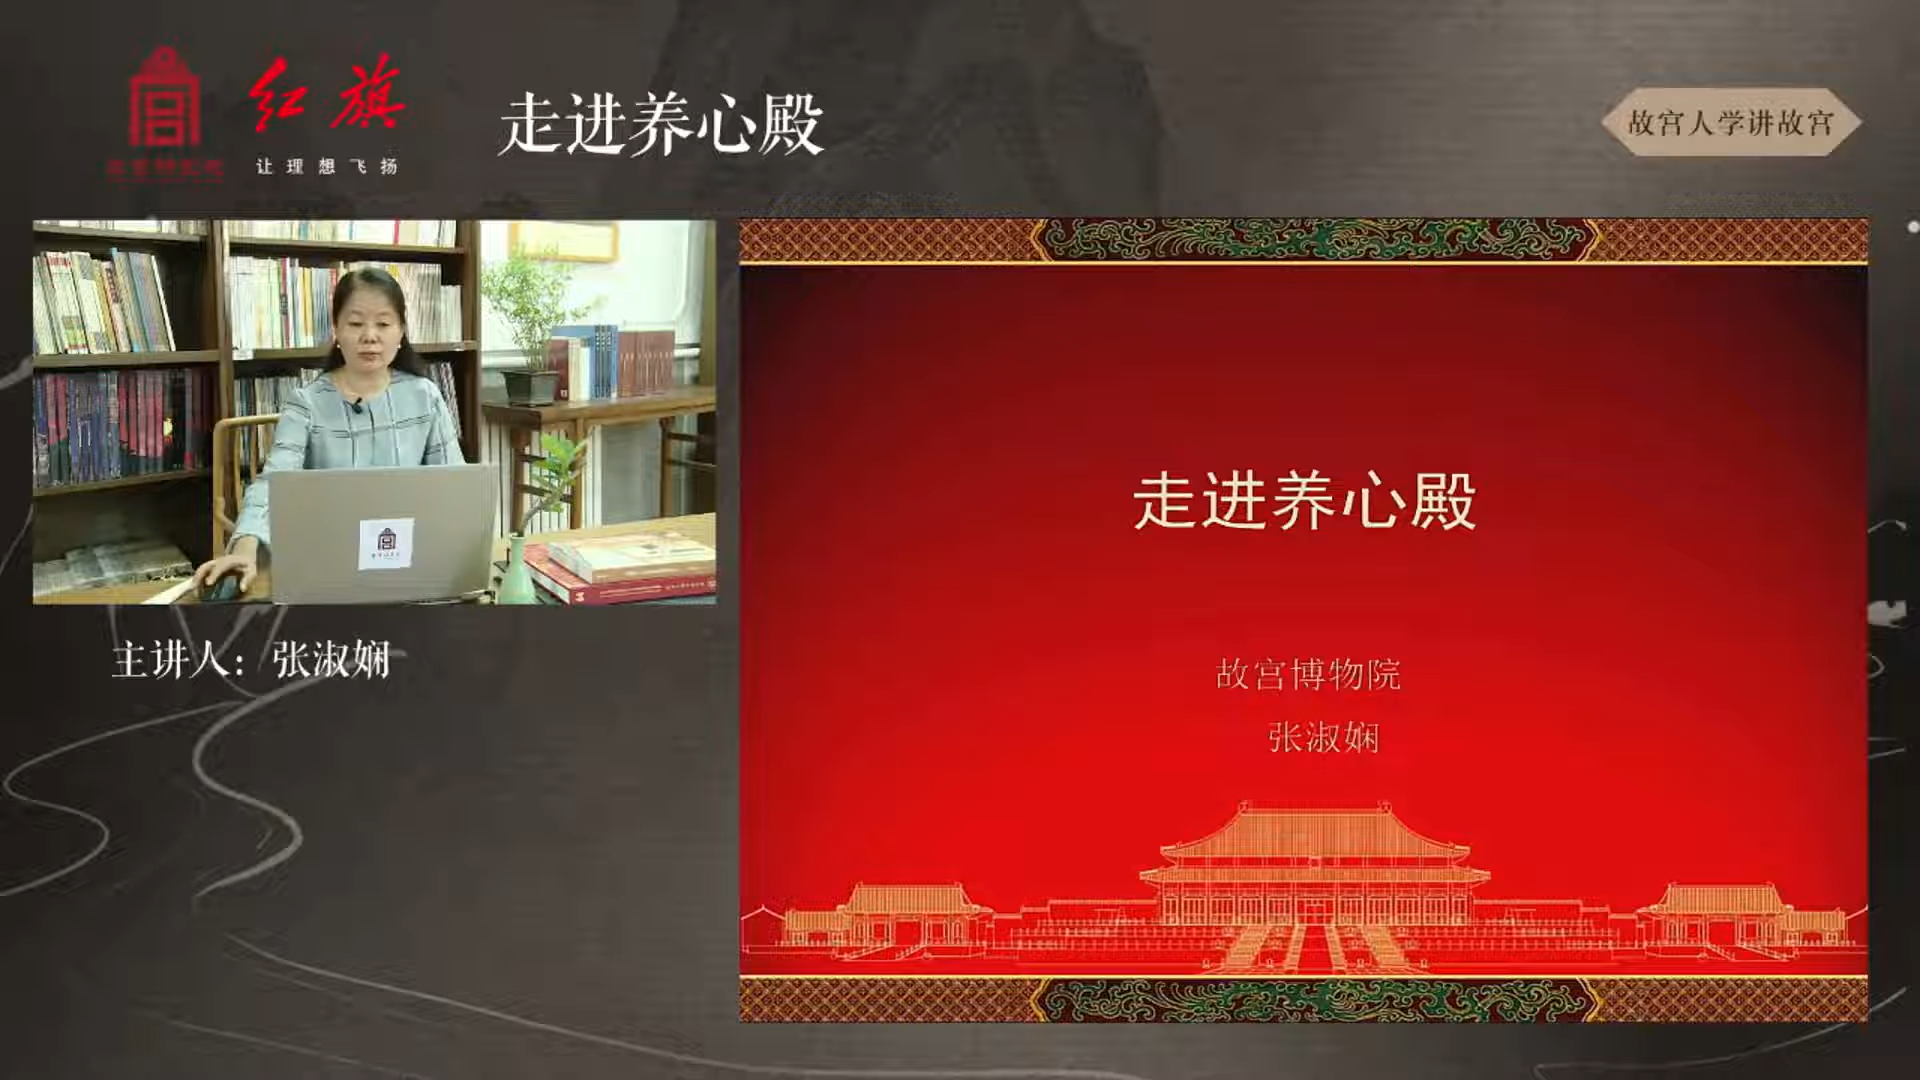 红旗
让理想飞扬
走进养心殿
故宫人学讲故宫
主讲人：张淑娴
走进养心殿
故宫博物院
张淑娴